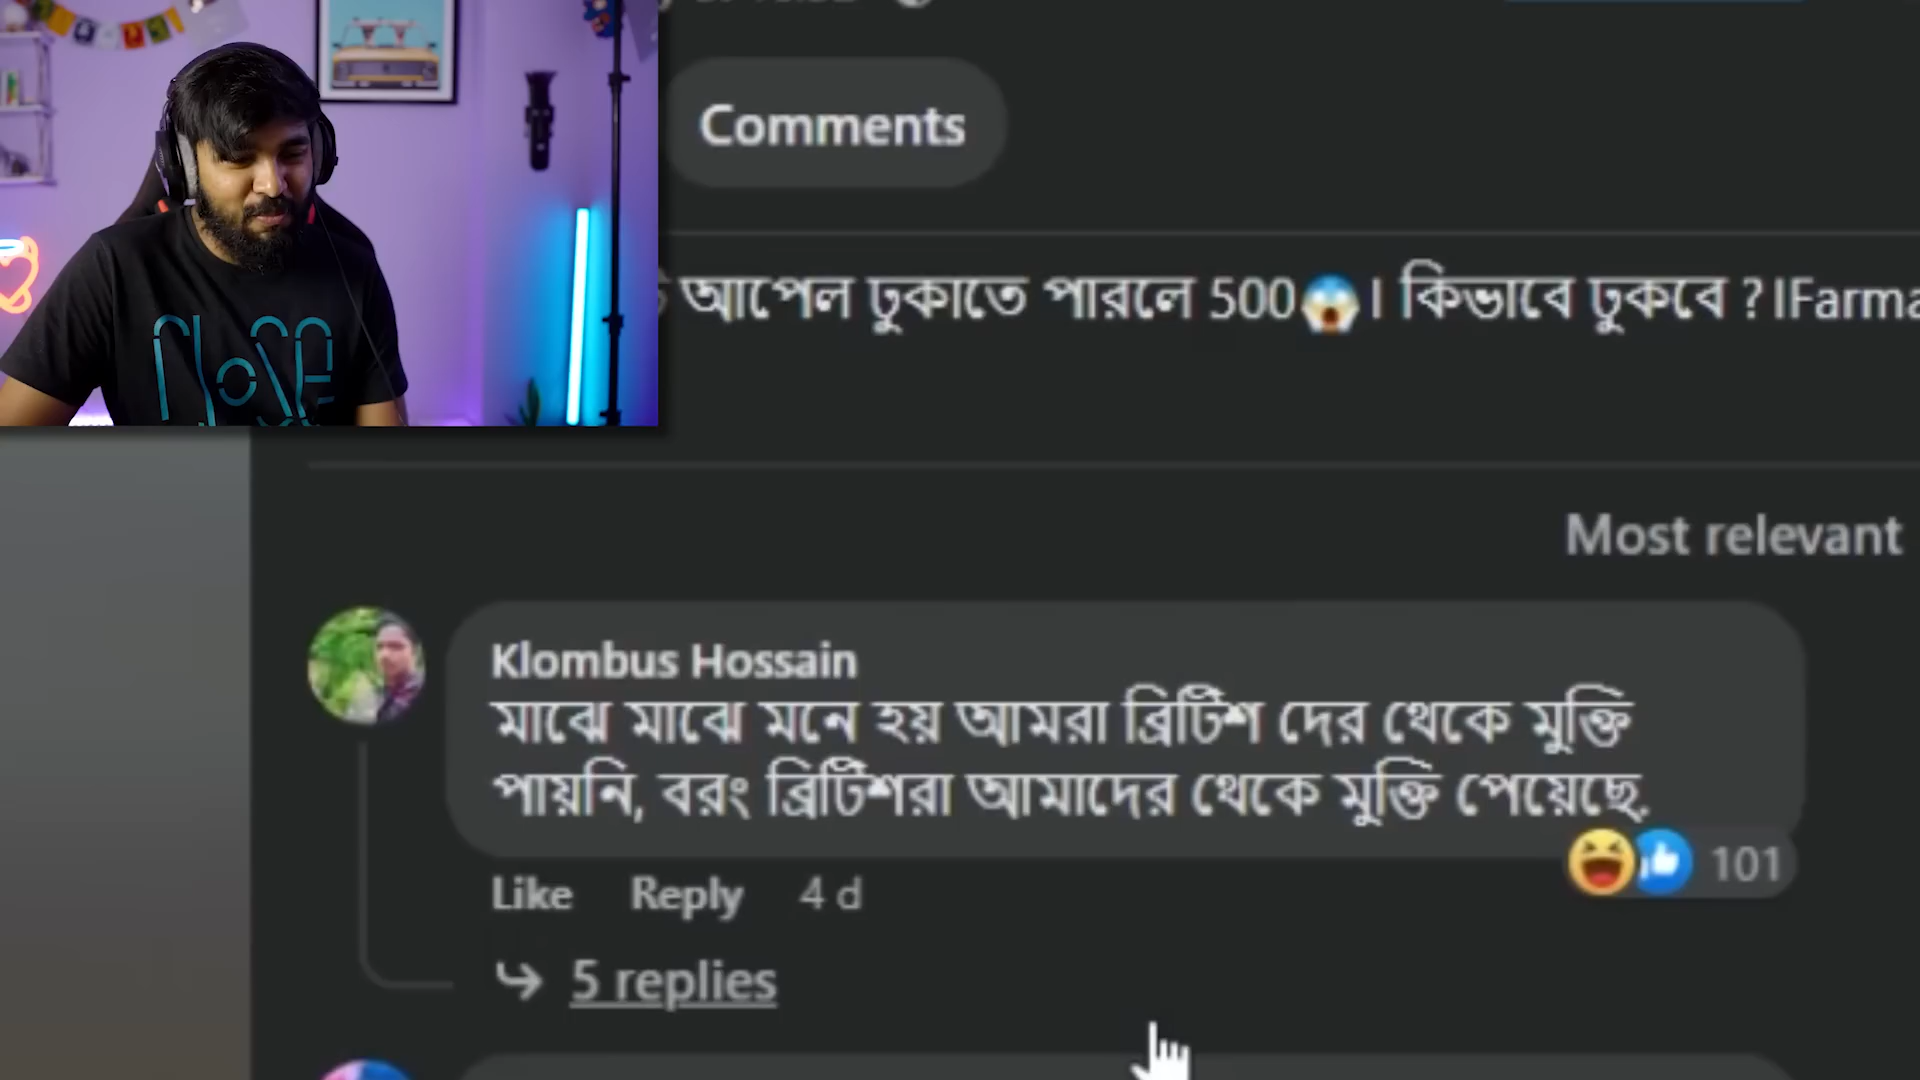 Comments
আপেল ঢুকাতে পারলে 500😱। কিভাবে ঢুকবে ? IFarma
Most relevant
Klombus Hossain
মাঝে মাঝে মনে হয় আমরা ব্রিটিশ দের থেকে মুক্তি
পায়নি, বরং ব্রিটিশরা আমাদের থেকে মুক্তি পেয়েছে.
101
Like Reply 4 d
5 replies